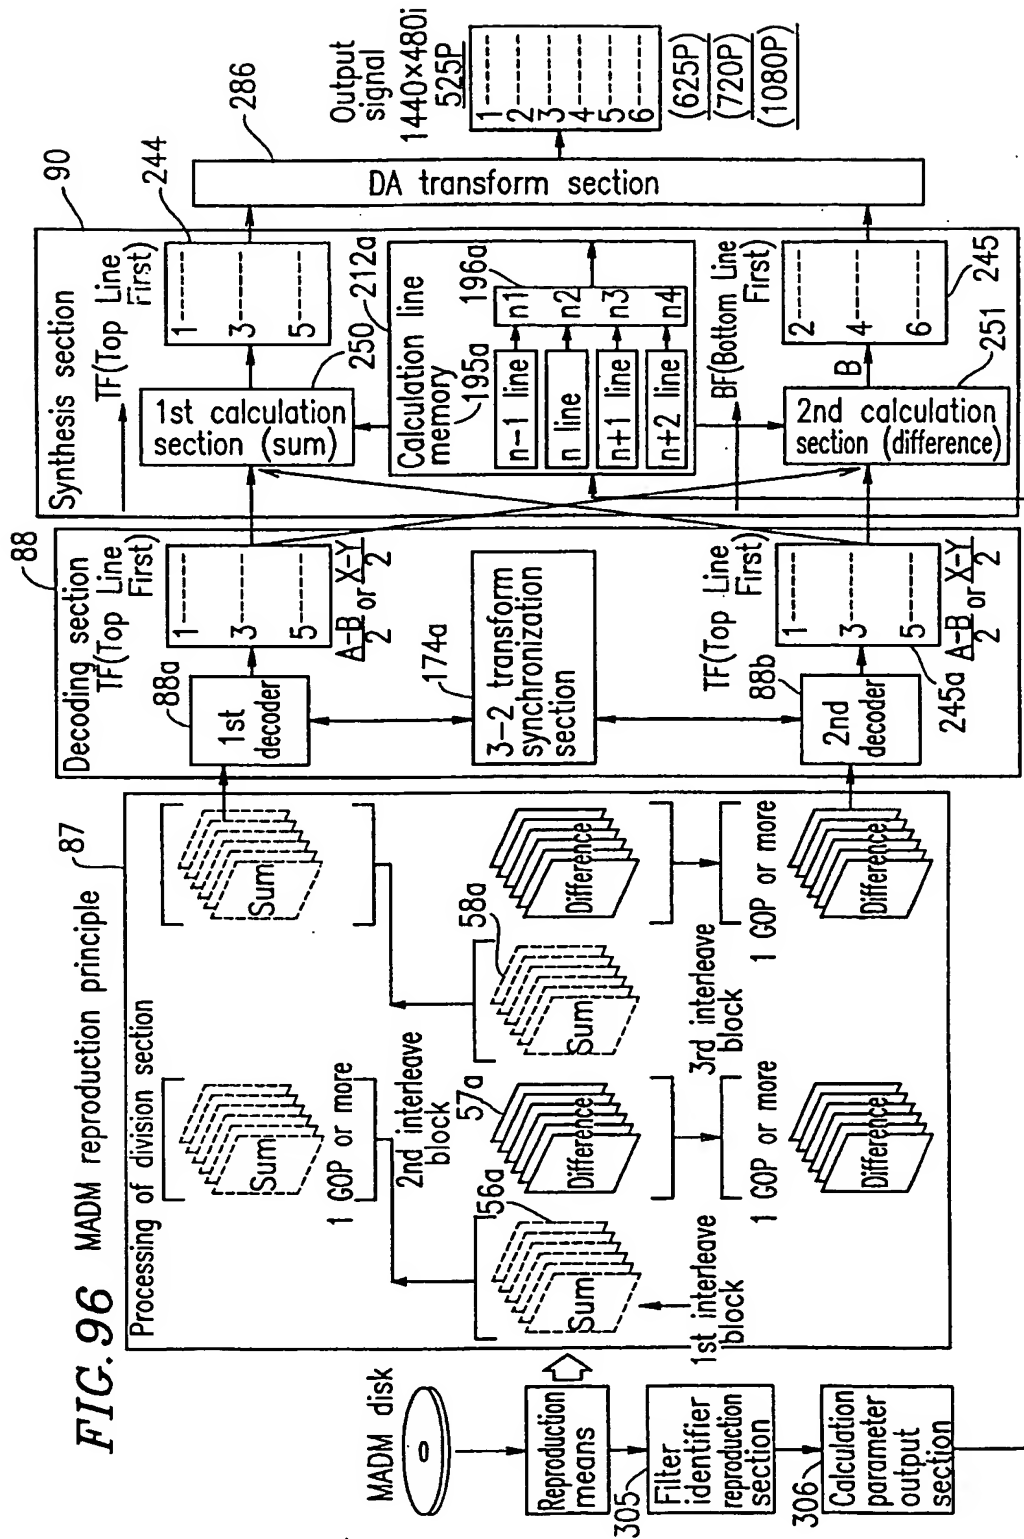 FIG. 96 MADM reproduction principle
MADM disk
Reproduction
means
305
Filter
identifier
reproduction
section
306
Calculation
parameter
output
section
87
Processing of division section
Sum
1 GOP or more
2nd interleave
block
56a
Sum
1st interleave
block
57a
Difference
1 GOP or more
Difference
Sum
58a
Sum
3rd interleave
block
Difference
1 GOP or more
Difference
88
Decoding section
TF(Top Line
First)
88a
1st
decoder
1
3
5
A-B
2
or
X-Y
2
174a
3-2 transform
synchronization
section
TF(Top Line
First)
88b
2nd
decoder
1
3
5
245a
A-B
2
or
X-Y
2
90
Synthesis section
TF(Top Line
First)
244
1
3
5
1st calculation
section (sum)
250
212a
Calculation line
memory
195a
196a
n-1 line
n line
n+1 line
n+2 line
n1
n2
n3
n4
BF(Bottom Line
First)
2nd calculation
section (difference)
251
B
2
4
6
245
286
DA transform section
Output
signal
1440×480i
525P
1
2
3
4
5
6
(625P)
(720P)
(1080P)